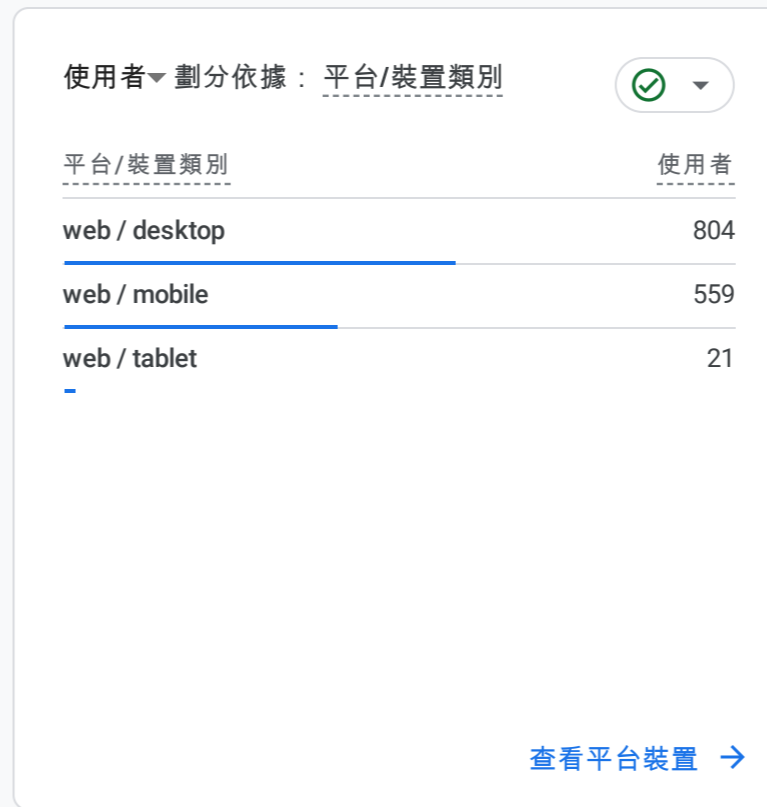 使用者 劃分依據： 平台/裝置類別
平台/裝置類別 使用者
web / desktop 804
web / mobile 559
web / tablet 21
查看平台裝置